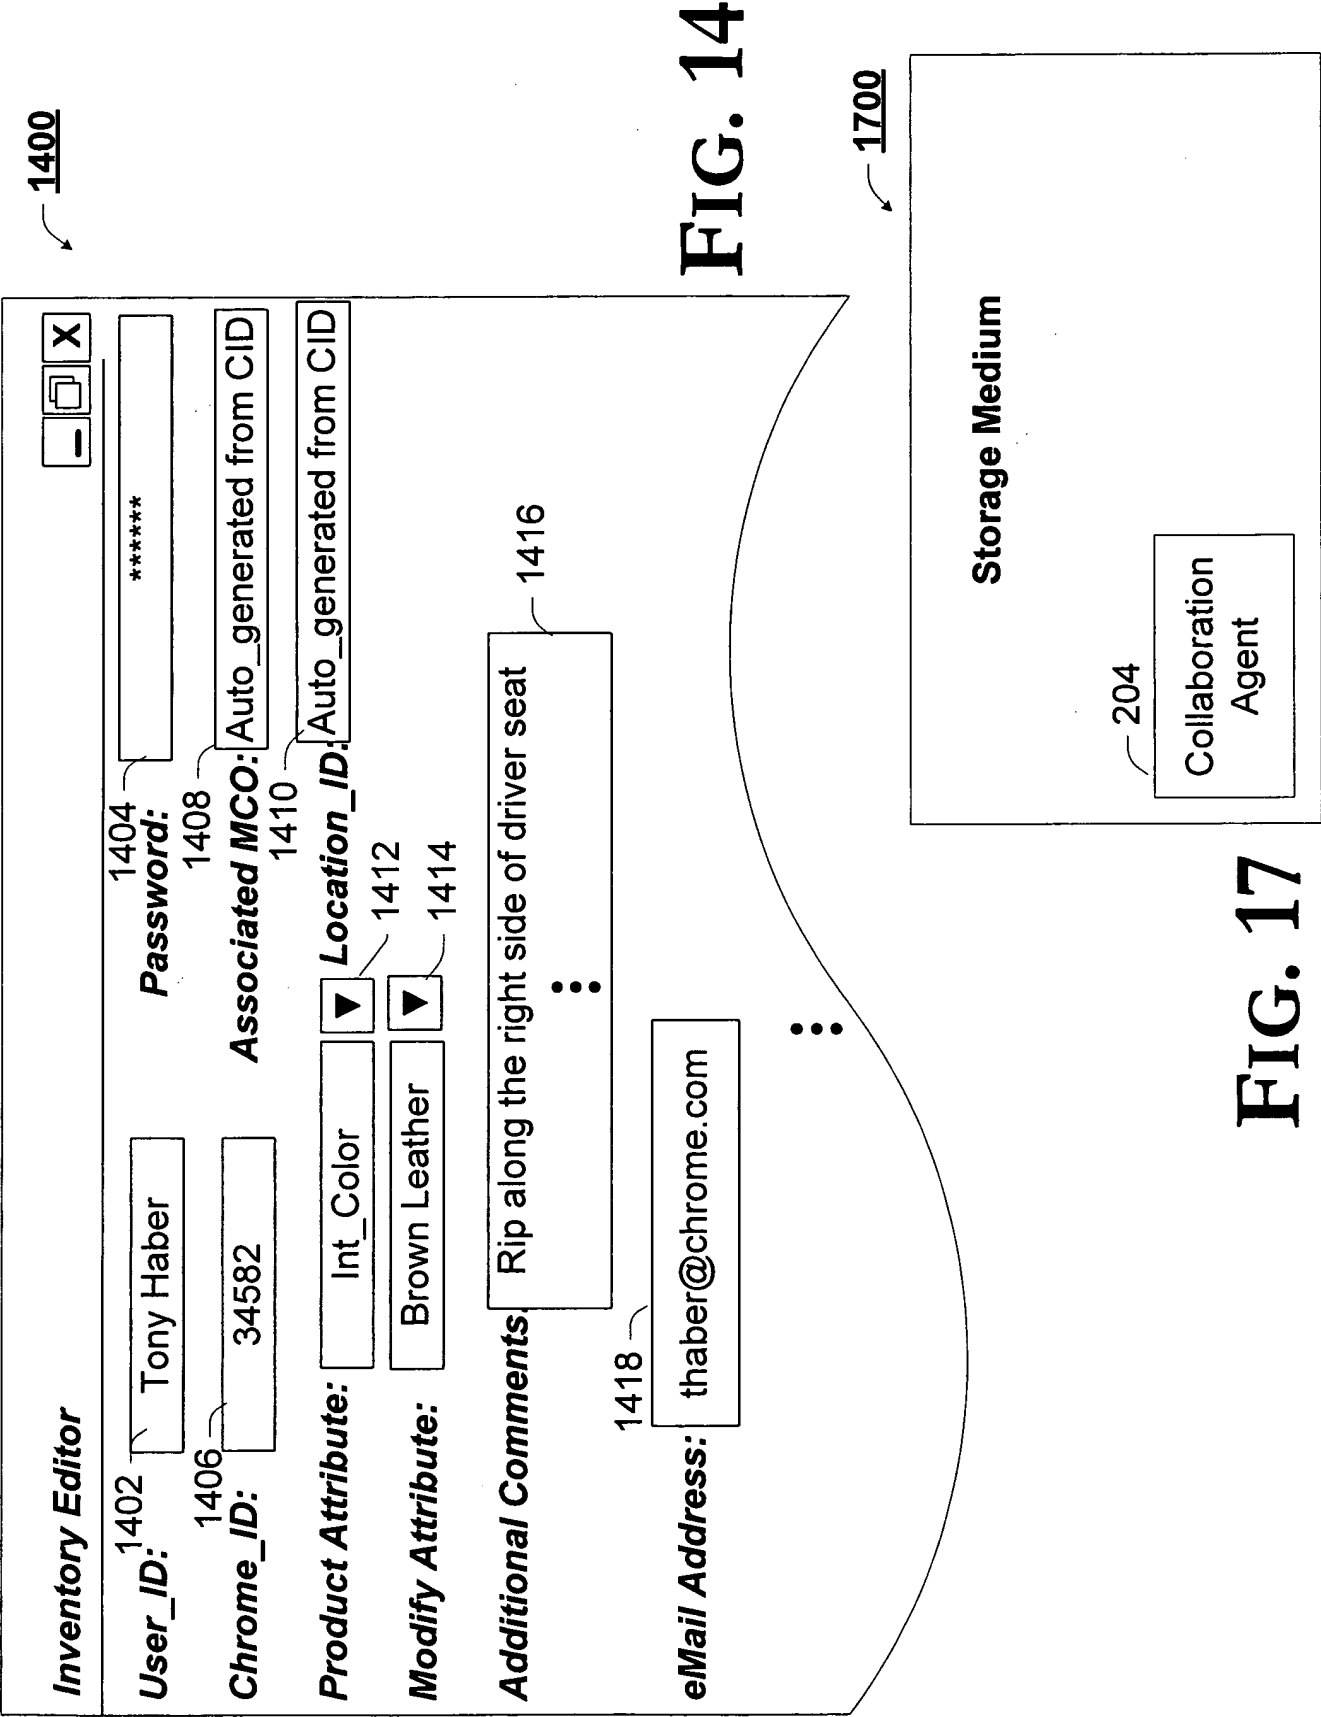 1400
Inventory Editor
_ X
1402
User_ID: Tony Haber
1404
Password: ******
1406
Chrome_ID: 34582
1408
Associated MCO: Auto_generated from CID
1410
Product Attribute: Int_Color ▼
Location_ID: Auto_generated from CID
1412
Modify Attribute: Brown Leather ▼
1414
Additional Comments: Rip along the right side of driver seat
1416
1418
eMail Address: thaber@chrome.com
FIG. 14
1700
Storage Medium
204
Collaboration
Agent
FIG. 17